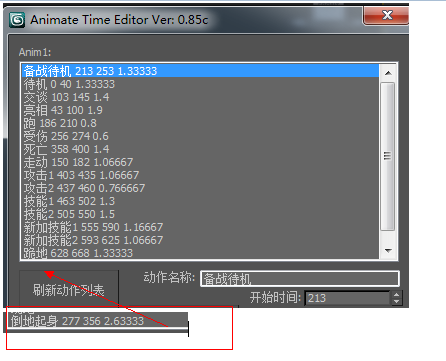 Animate Time Editor Ver: 0.85c
Anim1:
备战待机 213 253 1.33333
待机 0 40 1.33333
交谈 103 145 1.4
亮相 43 100 1.9
跑 186 210 0.8
受伤 256 274 0.6
死亡 358 400 1.4
走动 150 182 1.06667
攻击1 403 435 1.06667
攻击2 437 460 0.766667
技能1 463 502 1.3
技能2 505 550 1.5
新加技能1 555 590 1.16667
新加技能2 593 625 1.06667
跪地 628 668 1.33333
刷新动作列表
动作名称: 备战待机
开始时间: 213
倒地起身 277 356 2.63333